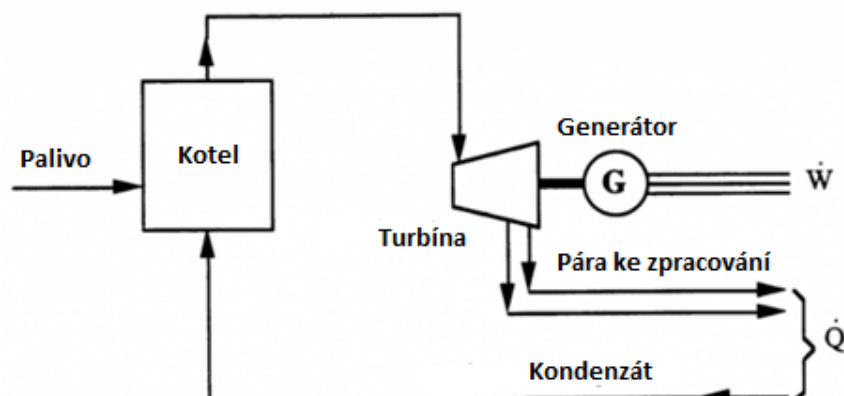 Generátor
Palivo
Kotel
G
Ẇ
Turbína
Pára ke zpracování
Q̇
Kondenzát